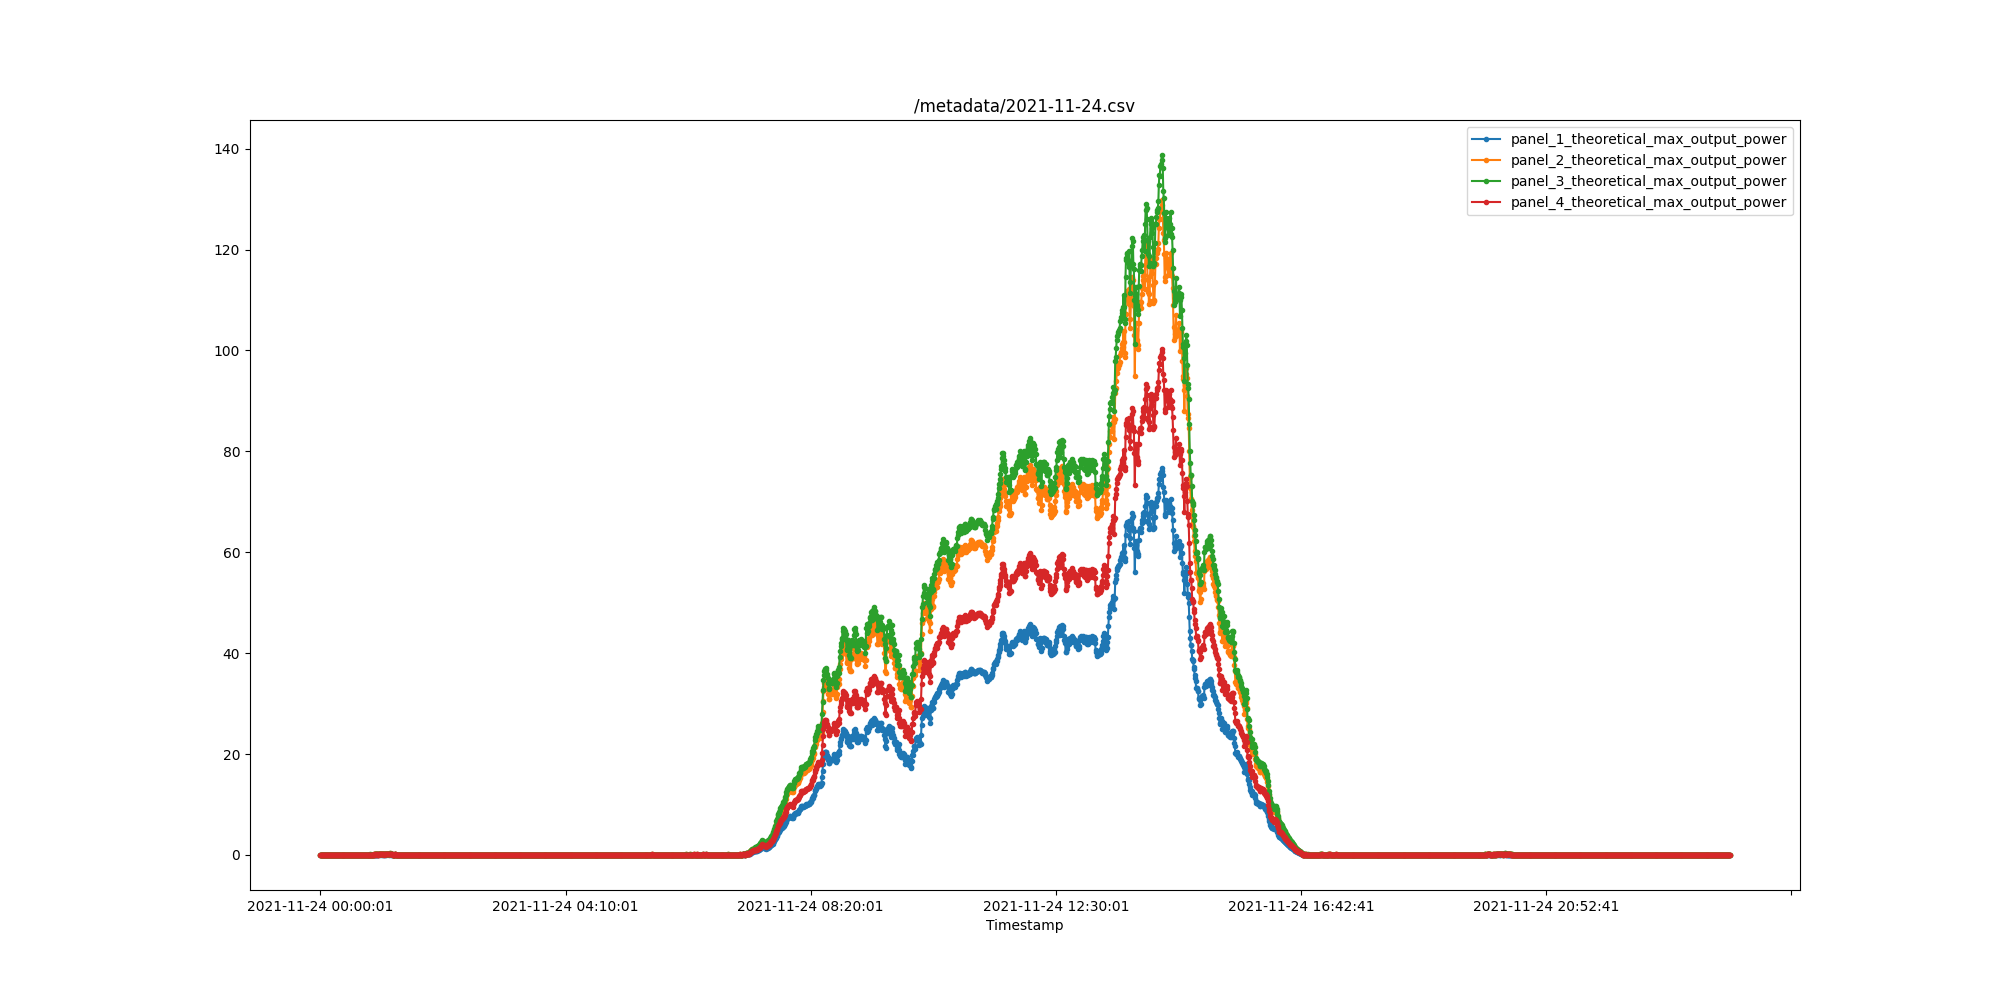 /metadata/2021-11-24.csv
panel_1_theoretical_max_output_power
panel_2_theoretical_max_output_power
panel_3_theoretical_max_output_power
panel_4_theoretical_max_output_power
140
120
100
80
60
40
20
0
2021-11-24 00:00:01 2021-11-24 04:10:01 2021-11-24 08:20:01 2021-11-24 12:30:01 2021-11-24 16:42:41 2021-11-24 20:52:41
Timestamp